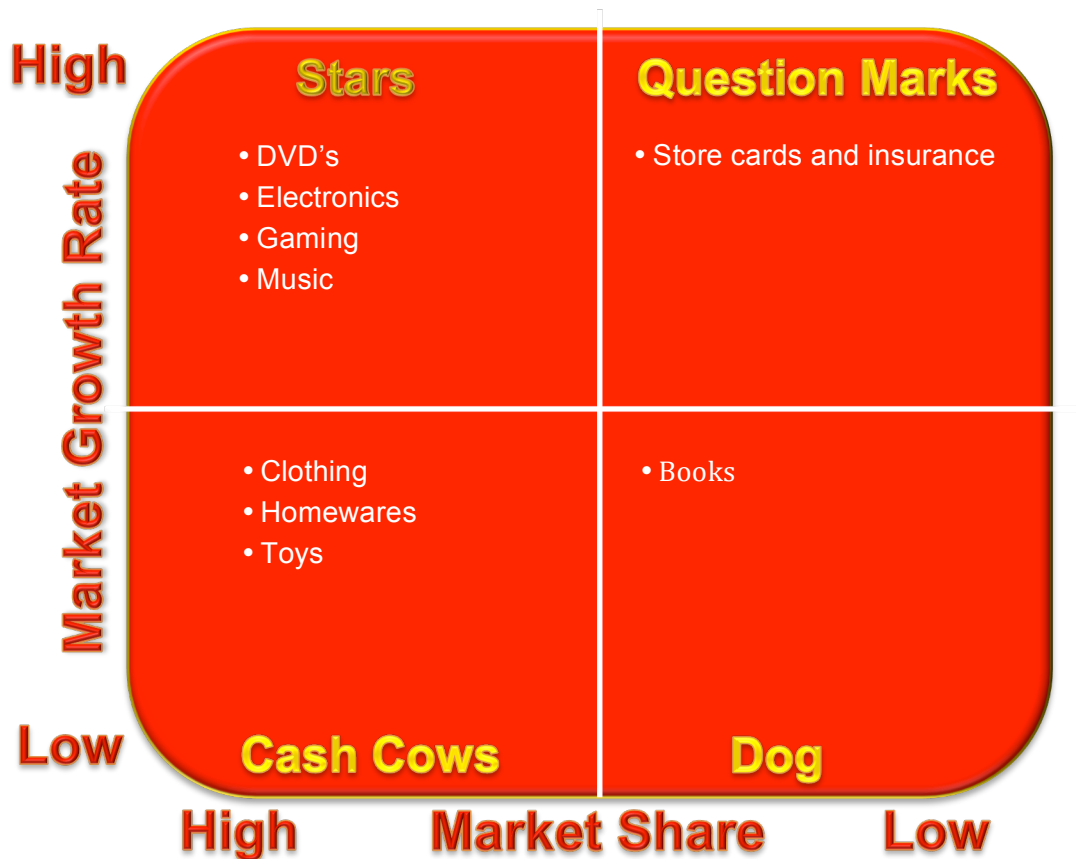 High
Stars
Question Marks
• DVD’s
• Electronics
• Gaming
• Music
• Store cards and insurance
Market Growth Rate
• Clothing
• Homewares
• Toys
• Books
Low
Cash Cows
Dog
High
Market Share
Low